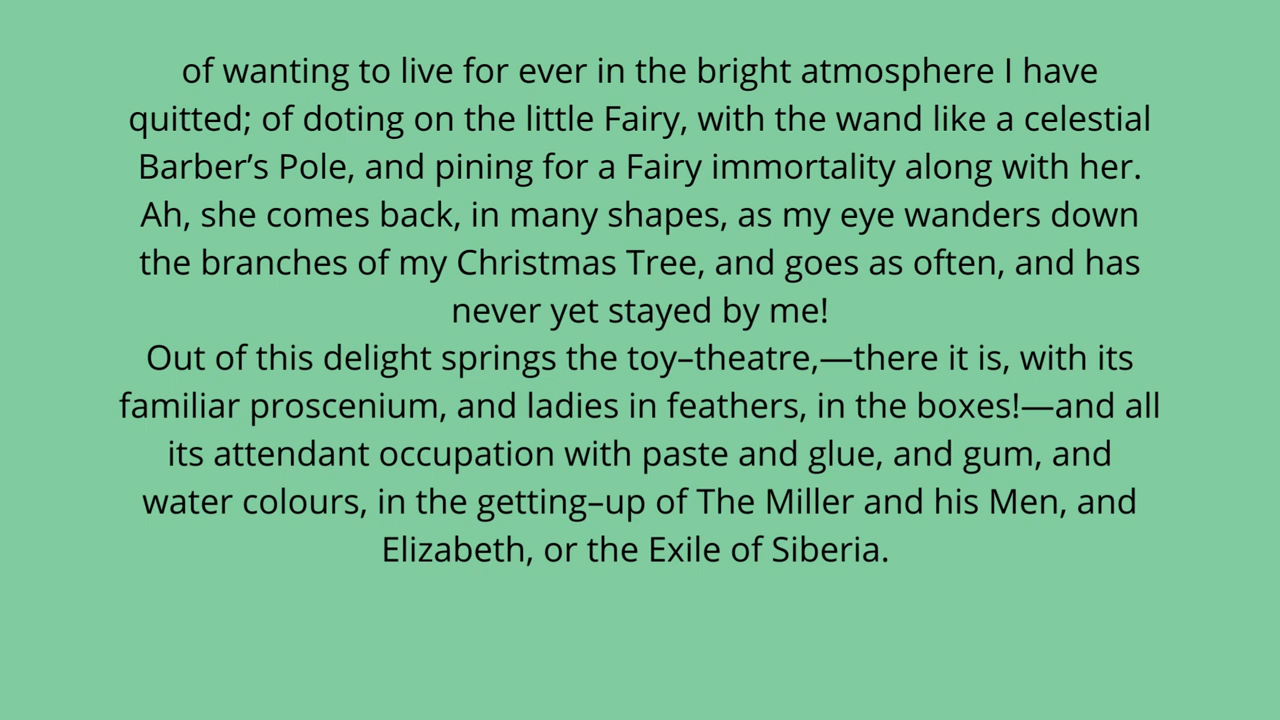 of wanting to live for ever in the bright atmosphere I have
quitted; of doting on the little Fairy, with the wand like a celestial
Barber’s Pole, and pining for a Fairy immortality along with her.
Ah, she comes back, in many shapes, as my eye wanders down
the branches of my Christmas Tree, and goes as often, and has
never yet stayed by me!
Out of this delight springs the toy–theatre,—there it is, with its
familiar proscenium, and ladies in feathers, in the boxes!—and all
its attendant occupation with paste and glue, and gum, and
water colours, in the getting–up of The Miller and his Men, and
Elizabeth, or the Exile of Siberia.